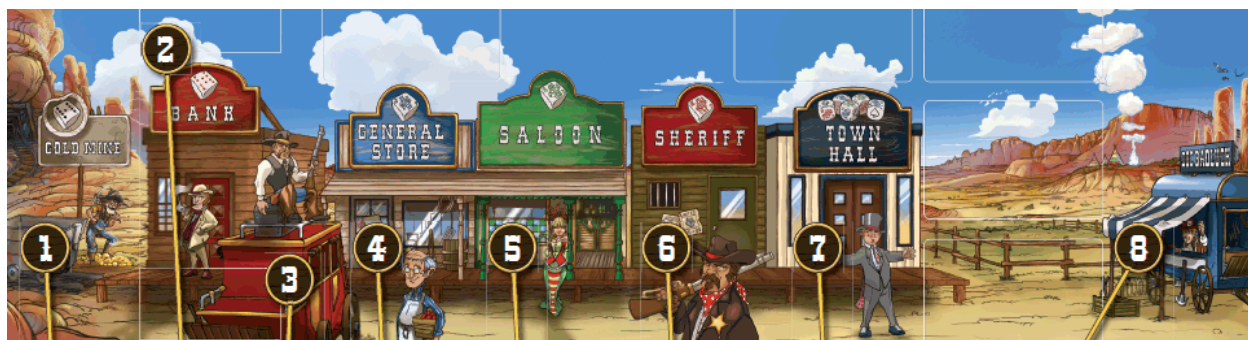 2
BANK
GOLD MINE
GENERAL
STORE
SALOON
SHERIFF
TOWN
HALL
1
3
4
5
6
7
8